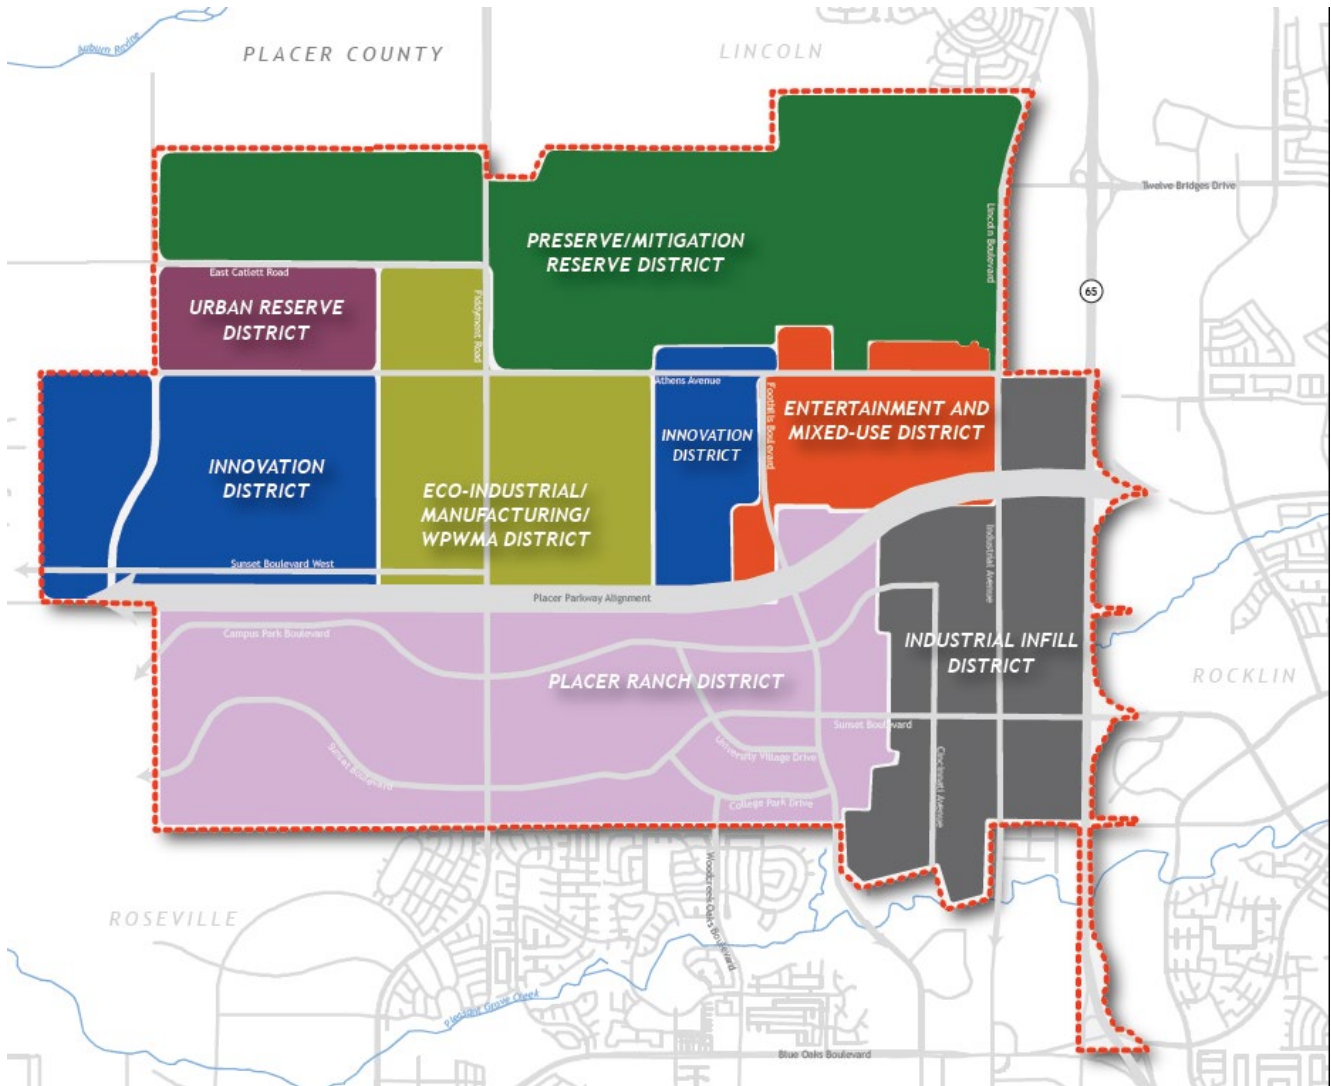 Auburn Ravine
PLACER COUNTY
LINCOLN
Twelve Bridges Drive
Lincoln Boulevard
PRESERVE/MITIGATION
RESERVE DISTRICT
East Catlett Road
65
URBAN RESERVE
DISTRICT
Fiddyment Road
Athens Avenue
Foothills Boulevard
ENTERTAINMENT AND
MIXED-USE DISTRICT
INNOVATION
DISTRICT
INNOVATION
DISTRICT
ECO-INDUSTRIAL/
MANUFACTURING/
WPWMA DISTRICT
Sunset Boulevard West
Industrial Avenue
Placer Parkway Alignment
Campus Park Boulevard
INDUSTRIAL INFILL
DISTRICT
PLACER RANCH DISTRICT
ROCKLIN
Sunset Boulevard
Sunset Boulevard
University Village Drive
Cincinnati Avenue
College Park Drive
Woodcreek Oaks Boulevard
ROSEVILLE
Pleasant Grove Creek
Blue Oaks Boulevard